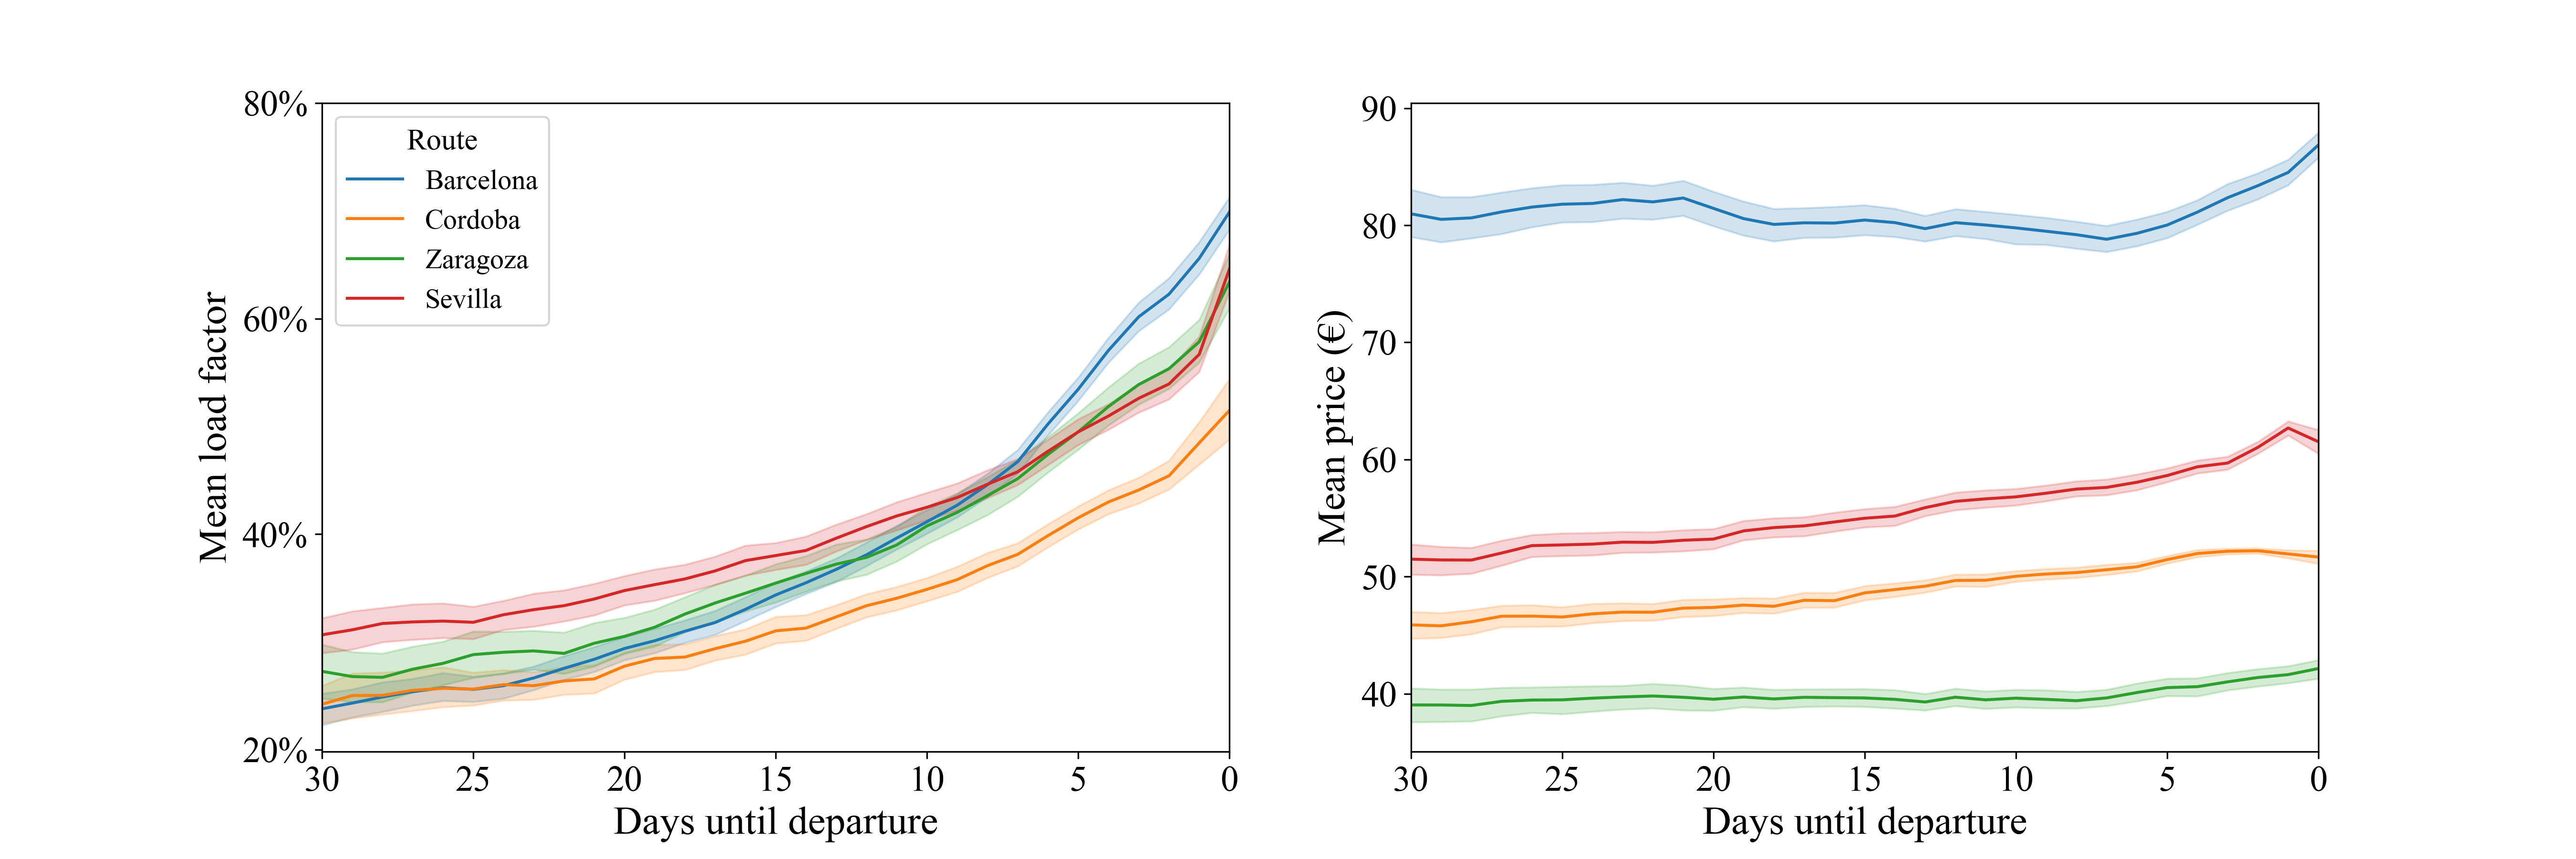 80%
60%
40%
20%
Mean load factor
Route
Barcelona
Cordoba
Zaragoza
Sevilla
30 25 20 15 10 5 0
Days until departure
90
80
70
60
50
40
Mean price (€)
30 25 20 15 10 5 0
Days until departure